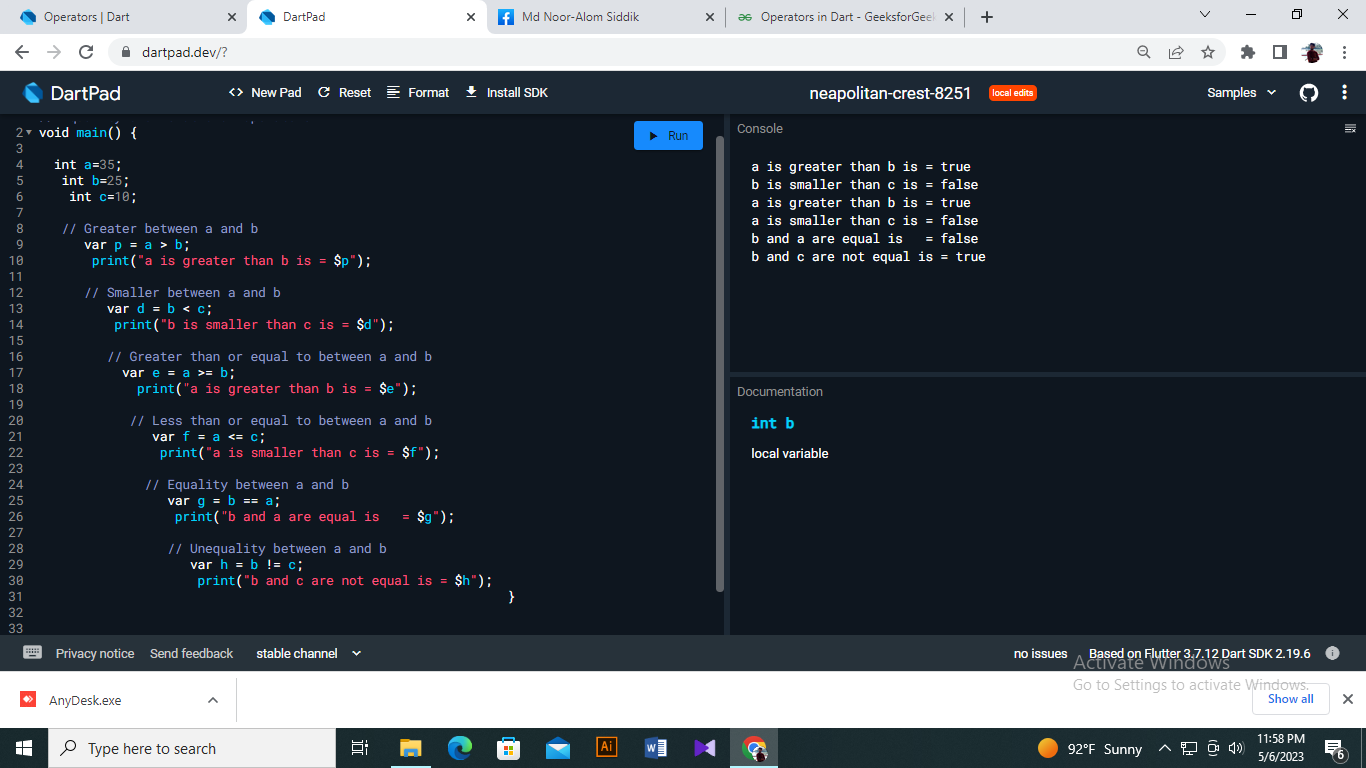 Operators | Dart
DartPad
Md Noor-Alom Siddik
Operators in Dart - GeeksforGee
dartpad.dev/?
DartPad
<> New Pad
Reset
Format
Install SDK
neapolitan-crest-8251
local edits
Samples
2 void main() {
3
4 int a=35;
5 int b=25;
6 int c=10;
7
8 // Greater between a and b
9 var p = a > b;
10 print("a is greater than b is = $p");
11
12 // Smaller between a and b
13 var d = b < c;
14 print("b is smaller than c is = $d");
15
16 // Greater than or equal to between a and b
17 var e = a >= b;
18 print("a is greater than b is = $e");
19
20 // Less than or equal to between a and b
21 var f = a <= c;
22 print("a is smaller than c is = $f");
23
24 // Equality between a and b
25 var g = b == a;
26 print("b and a are equal is   = $g");
27
28 // Unequality between a and b
29 var h = b != c;
30 print("b and c are not equal is = $h");
31 }
32
33
Run
Console
a is greater than b is = true
b is smaller than c is = false
a is greater than b is = true
a is smaller than c is = false
b and a are equal is   = false
b and c are not equal is = true
Documentation
int b
local variable
Privacy notice
Send feedback
stable channel
no issues
Based on Flutter 3.7.12 Dart SDK 2.19.6
Activate Windows
Go to Settings to activate Windows.
AnyDesk.exe
Show all
Type here to search
Ai
92°F Sunny
11:58 PM
5/6/2023
6